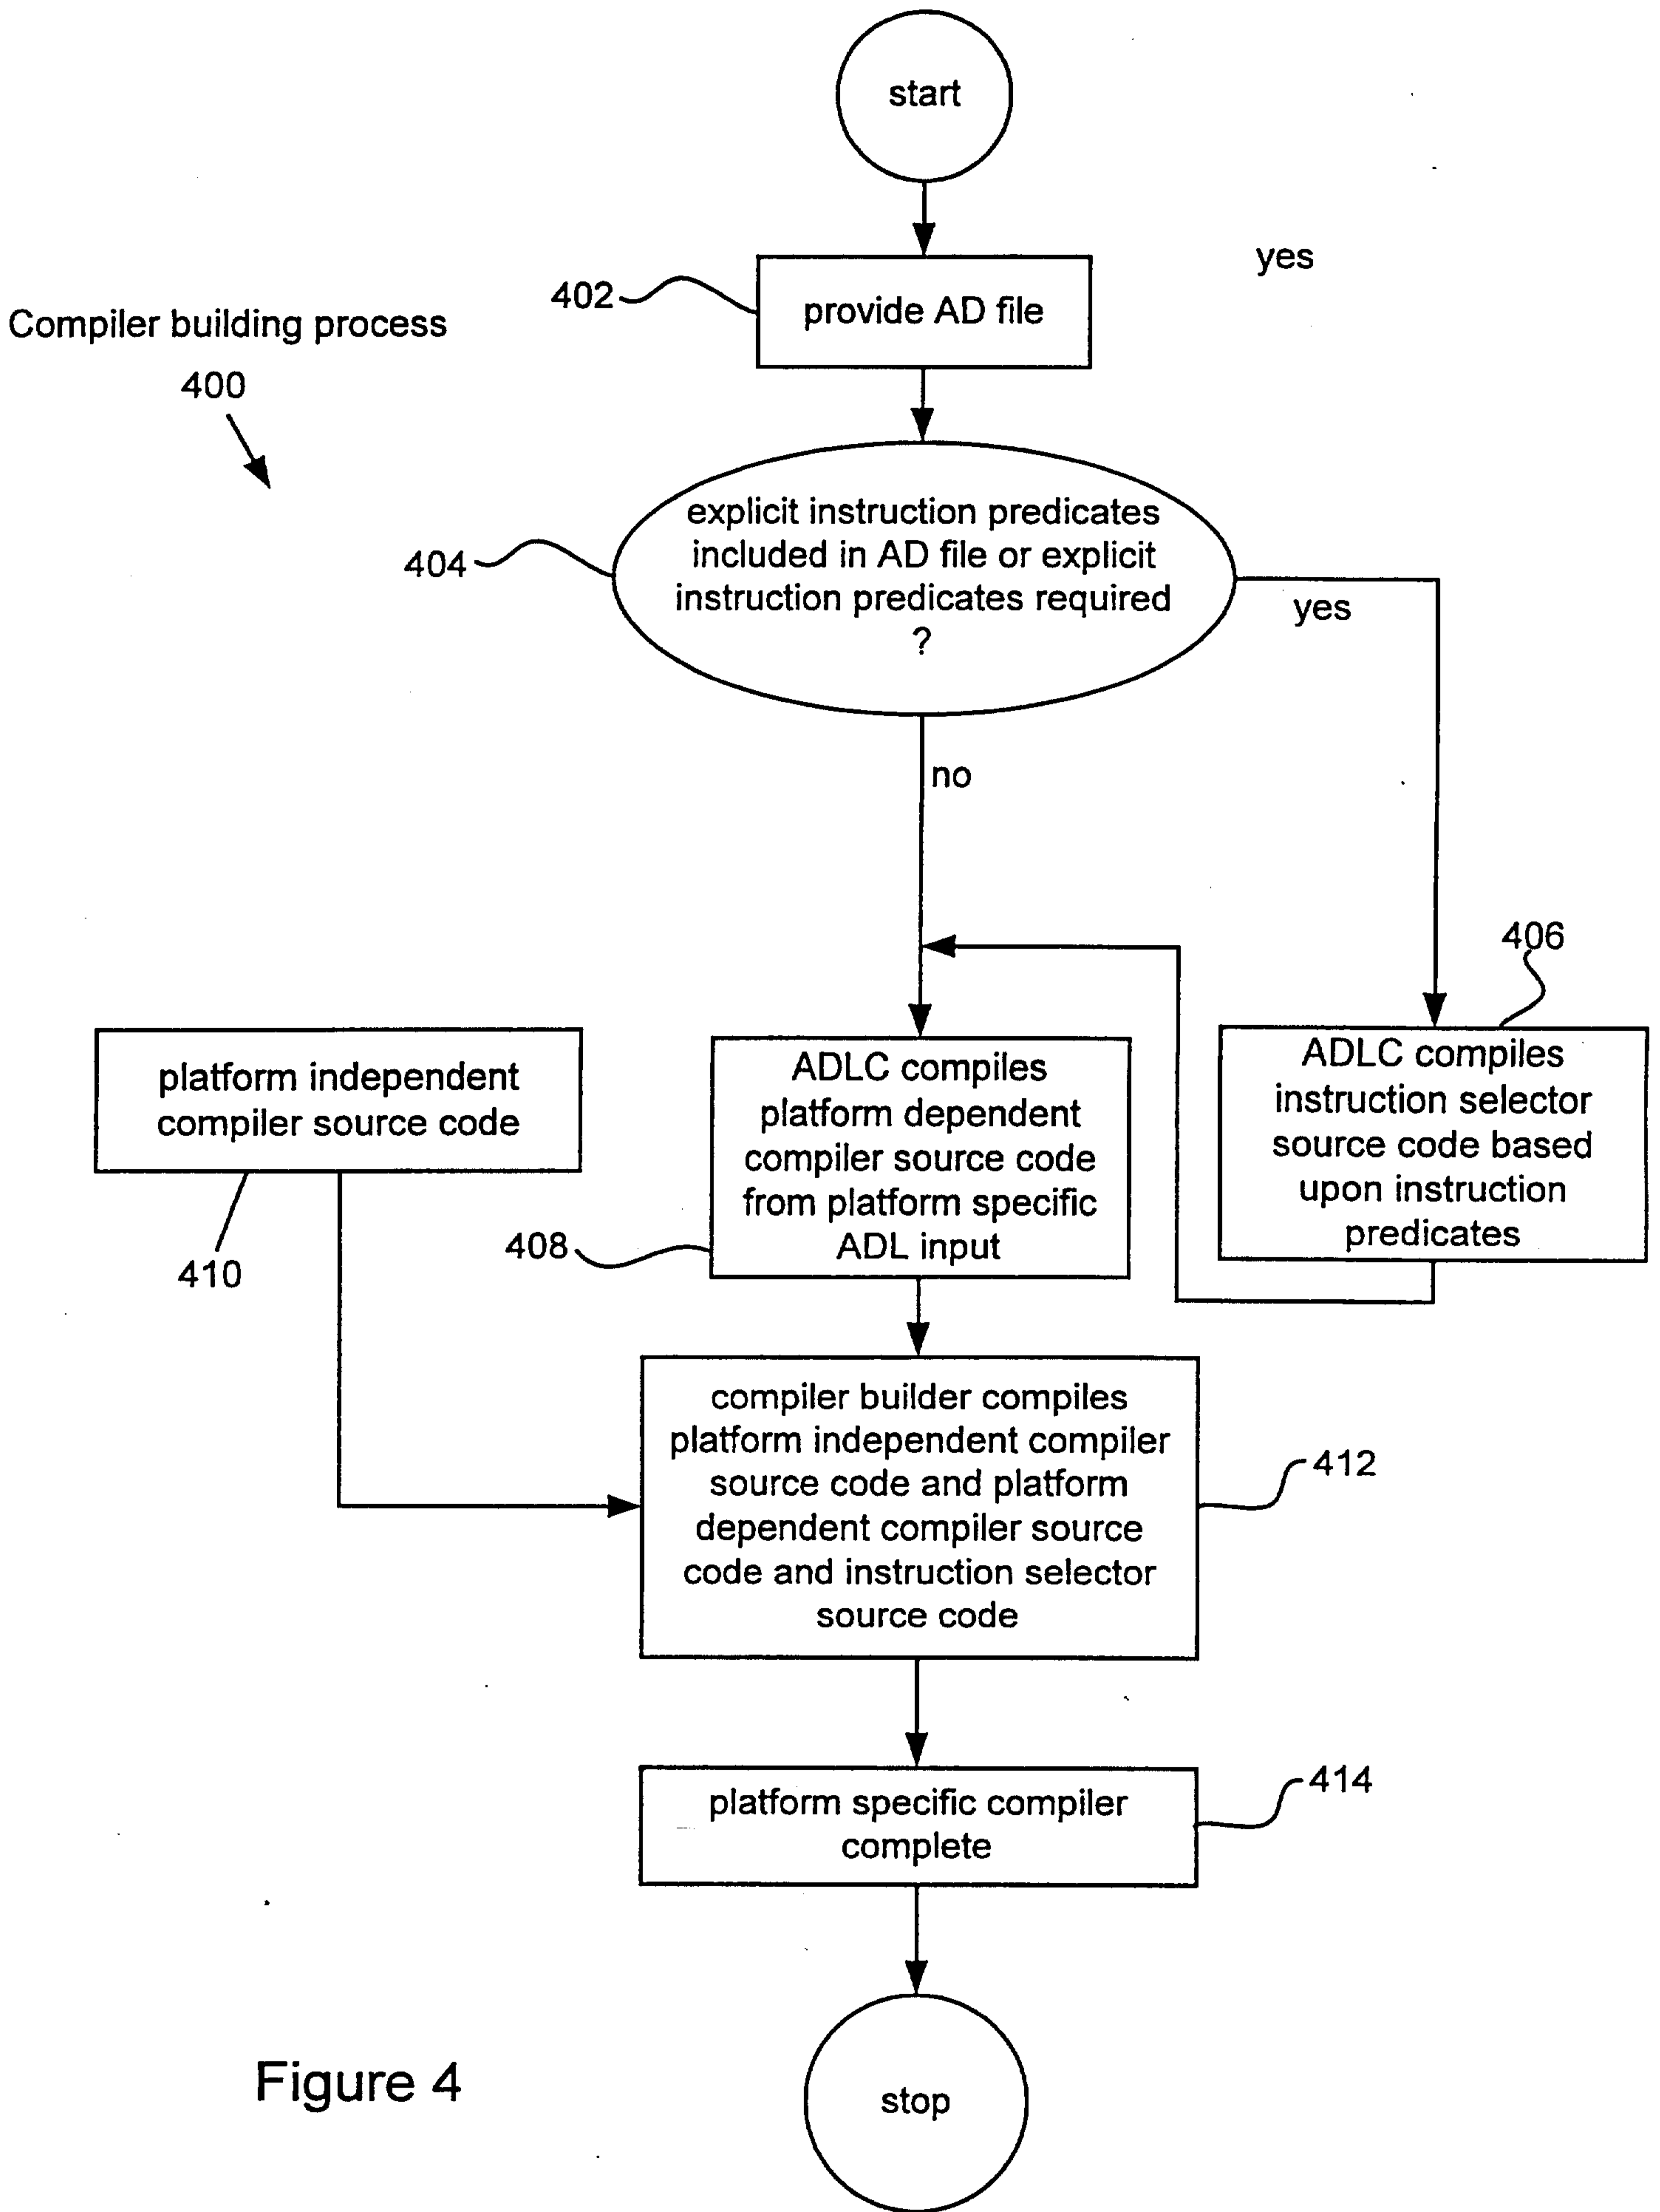 start
yes
402
provide AD file
Compiler building process
400
explicit instruction predicates
included in AD file or explicit
instruction predicates required
?
404
yes
no
406
platform independent
compiler source code
410
ADLC compiles
platform dependent
compiler source code
from platform specific
ADL input
408
ADLC compiles
instruction selector
source code based
upon instruction
predicates
compiler builder compiles
platform independent compiler
source code and platform
dependent compiler source
code and instruction selector
source code
412
platform specific compiler
complete
414
stop
Figure 4